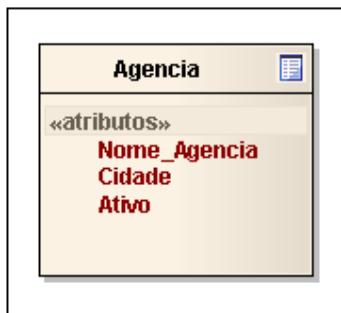 Agencia
«atributos»
Nome_Agencia
Cidade
Ativo